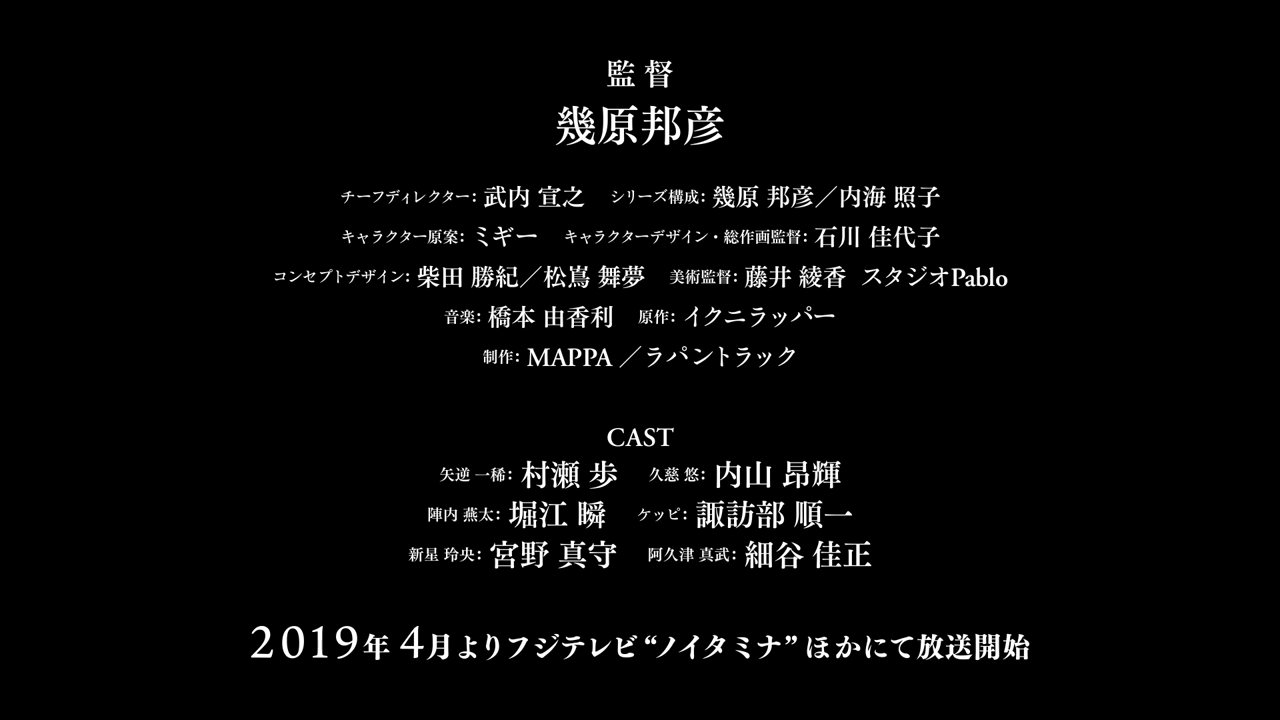 監督
幾原邦彦
チーフディレクター: 武内 宣之 シリーズ構成: 幾原 邦彦／内海 照子
キャラクター原案: ミギー キャラクターデザイン・総作画監督: 石川 佳代子
コンセプトデザイン: 柴田 勝紀／松嶌 舞夢 美術監督: 藤井 綾香 スタジオPablo
音楽: 橋本 由香利 原作: イクニラッパー
制作: MAPPA ／ラパントラック
CAST
矢逆 一稀: 村瀬 歩 久慈 悠: 内山 昂輝
陣内 燕太: 堀江 瞬 ケッピ: 諏訪部 順一
新星 玲央: 宮野 真守 阿久津 真武: 細谷 佳正
2019年 4月よりフジテレビ“ノイタミナ”ほかにて放送開始